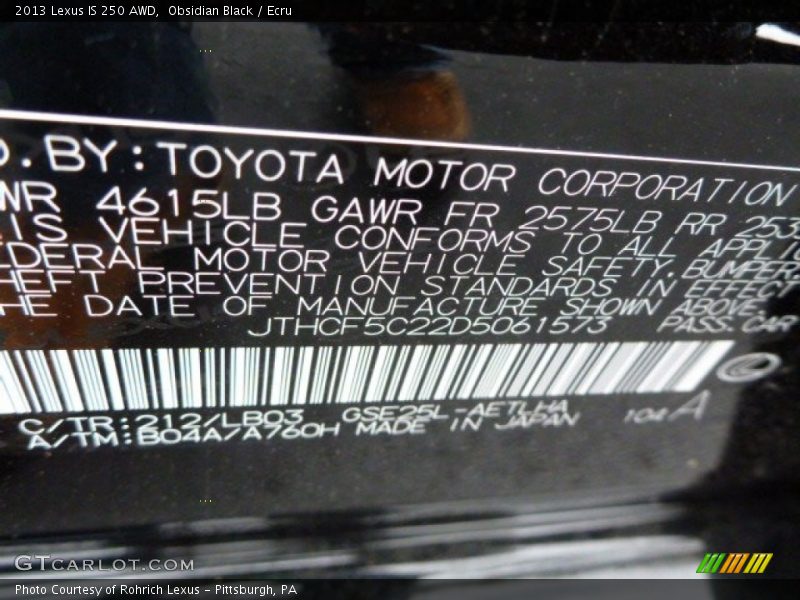 2013 Lexus IS 250 AWD,  Obsidian Black / Ecru
D.BY:TOYOTA MOTOR CORPORATION
WR 4615LB GAWR FR 2575LB RR 253
IS VEHICLE CONFORMS TO ALL APPLIC
DERAL MOTOR VEHICLE SAFETY,BUMPER,
HEFT PREVENTION STANDARDS IN EFFECT
HE DATE OF MANUFACTURE SHOWN ABOVE.
JTHCF5C22D5061573 PASS.CAR
C/TR:212/LB03 GSE25L-AETLHA
A/TM:B04A/A760H MADE IN JAPAN 104 A
GTCARLOT.COM
Photo Courtesy of Rohrich Lexus - Pittsburgh, PA